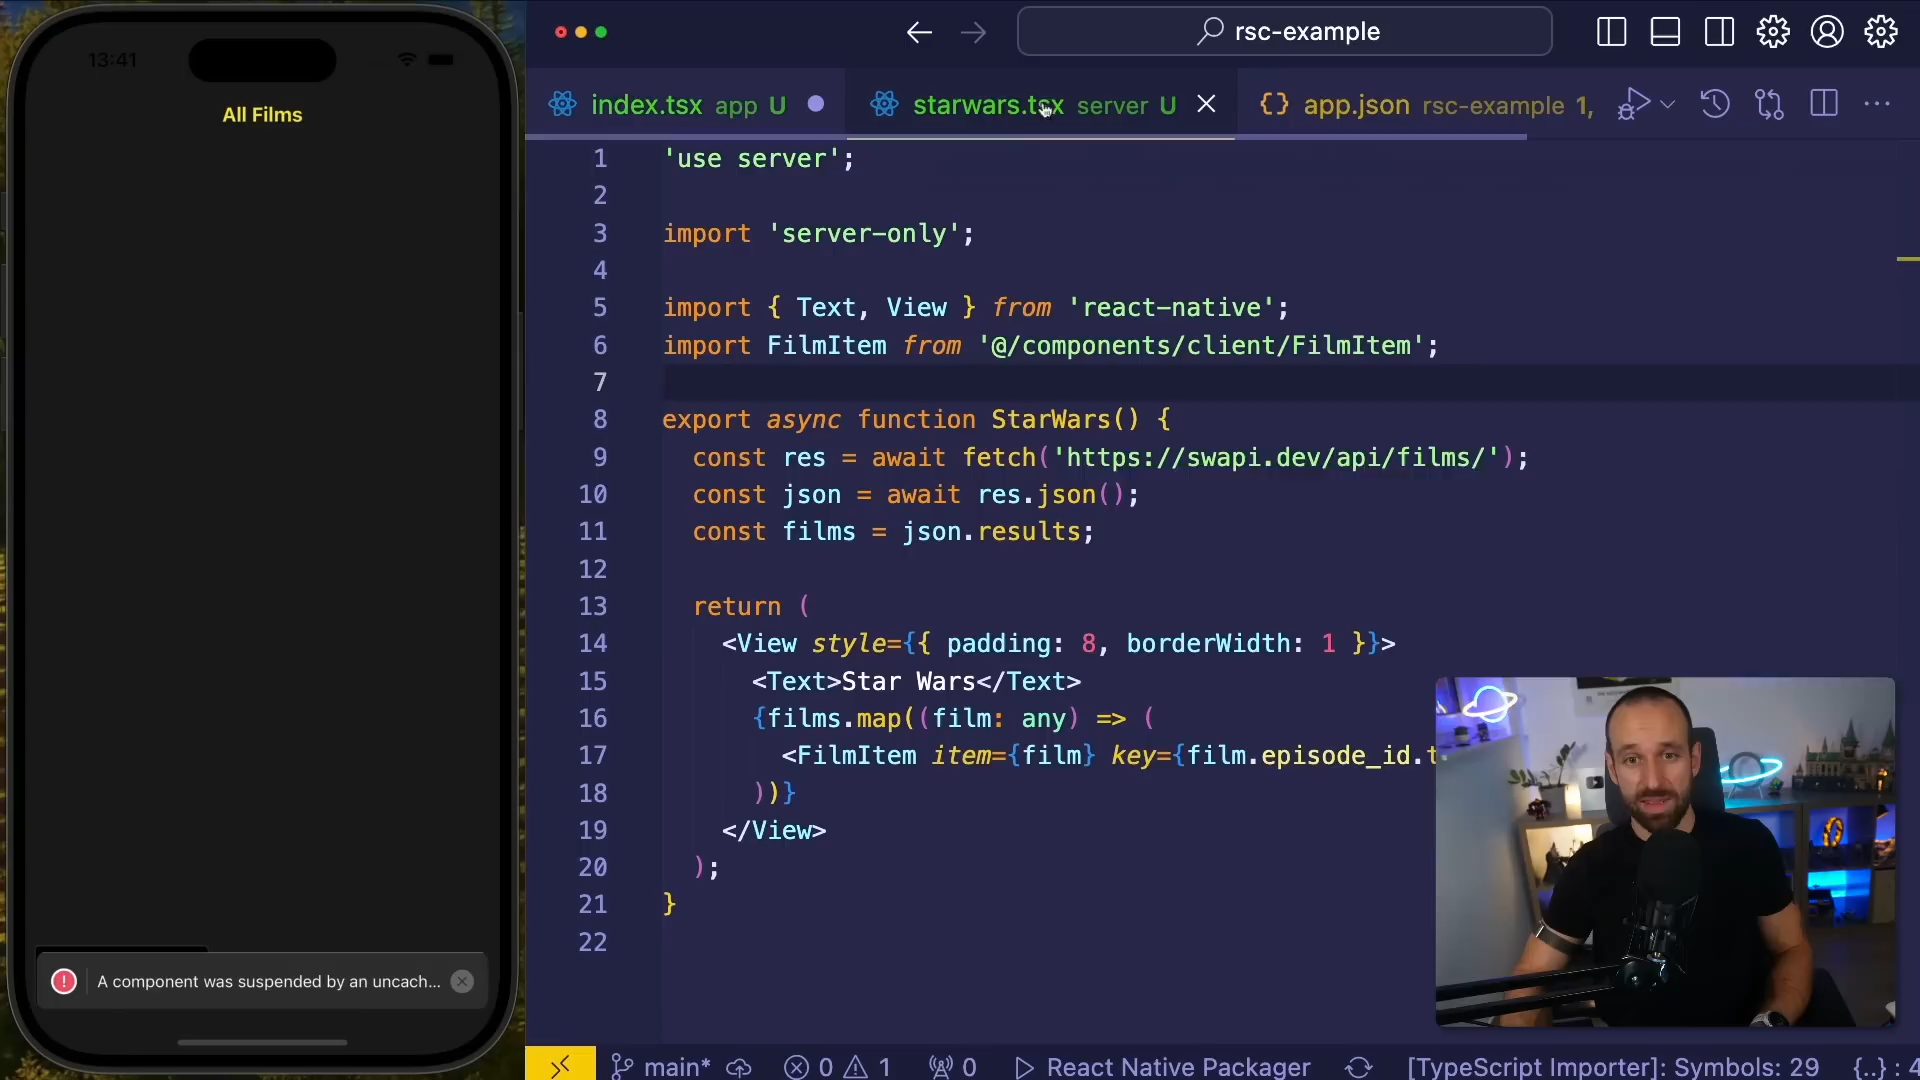 13:41
All Films
A component was suspended by an uncach...
rsc-example
index.tsx app U
starwars.tsx server U
app.json rsc-example 1,
1 'use server';
2
3 import 'server-only';
4
5 import { Text, View } from 'react-native';
6 import FilmItem from '@/components/client/FilmItem';
7
8 export async function StarWars() {
9 const res = await fetch('https://swapi.dev/api/films/');
10 const json = await res.json();
11 const films = json.results;
12
13 return (
14 <View style={{ padding: 8, borderWidth: 1 }}>
15 <Text>Star Wars</Text>
16 {films.map((film: any) => (
17 <FilmItem item={film} key={film.episode_id.t
18 ))}
19 </View>
20 );
21 }
22
main* 0 1 0 React Native Packager [TypeScript Importer]: Symbols: 29 {..} : 4